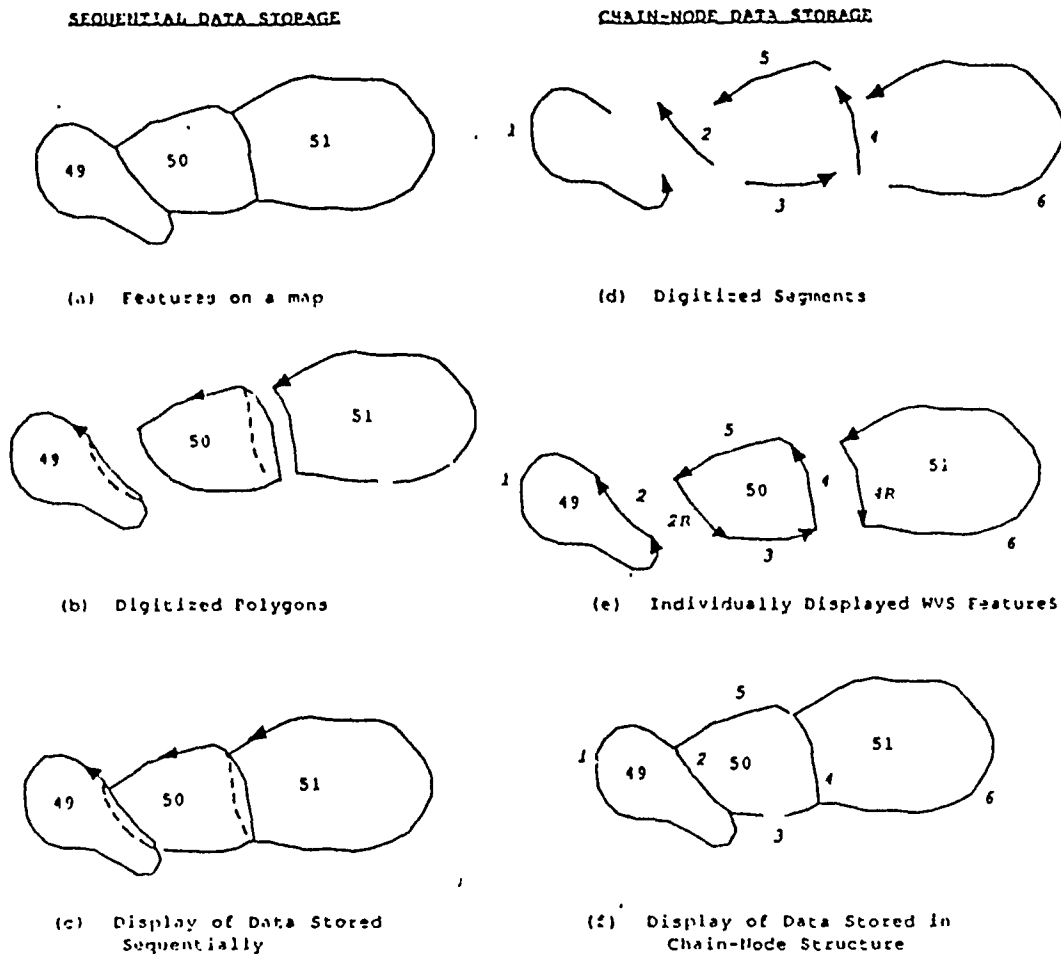 SEQUENTIAL DATA STORAGE
49
50
51
(a) Features on a map
49
50
51
(b) Digitized Polygons
49
50
51
(c) Display of Data Stored
Sequentially
CHAIN-NODE DATA STORAGE
1
2
3
4
5
6
(d) Digitized Segments
1
49
2
2R
5
50
3
4
4R
51
6
(e) Individually Displayed WVS Features
1
49
2
5
50
3
4
51
6
(f) Display of Data Stored in
Chain-Node Structure